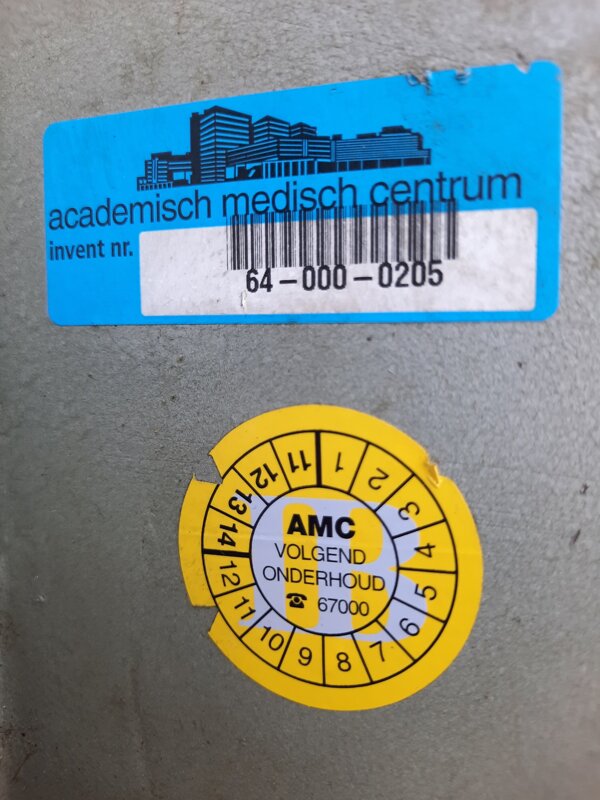 academisch medisch centrum
invent nr.
64-000-0205
11 12 13 14
1 2 3 4 5 6 7 8 9 10 11 12
AMC
VOLGEND
ONDERHOUD
☎ 67000
TB